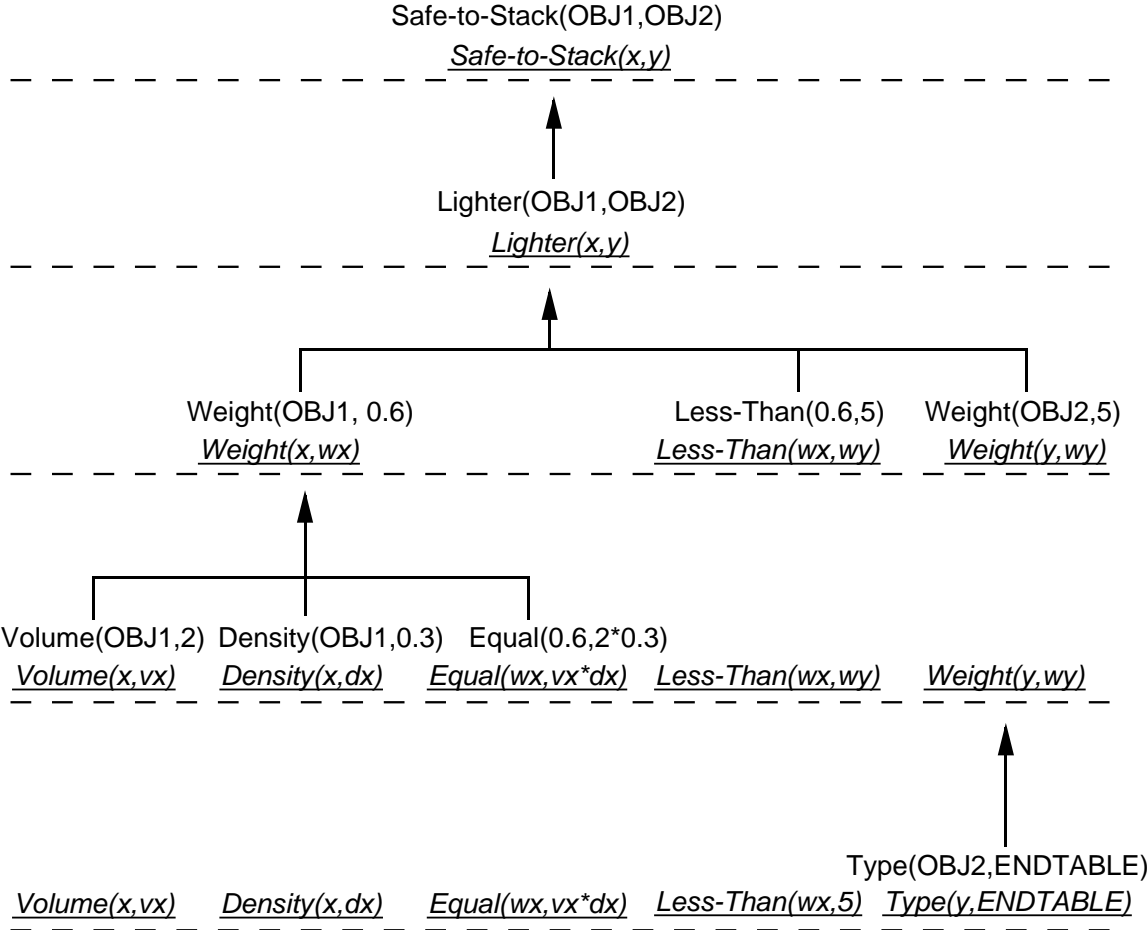 Safe-to-Stack(OBJ1,OBJ2)
Safe-to-Stack(x,y)
Lighter(OBJ1,OBJ2)
Lighter(x,y)
Weight(OBJ1, 0.6) Less-Than(0.6,5) Weight(OBJ2,5)
Weight(x,wx) Less-Than(wx,wy) Weight(y,wy)
Volume(OBJ1,2) Density(OBJ1,0.3) Equal(0.6,2*0.3)
Volume(x,vx) Density(x,dx) Equal(wx,vx*dx) Less-Than(wx,wy) Weight(y,wy)
Type(OBJ2,ENDTABLE)
Volume(x,vx) Density(x,dx) Equal(wx,vx*dx) Less-Than(wx,5) Type(y,ENDTABLE)